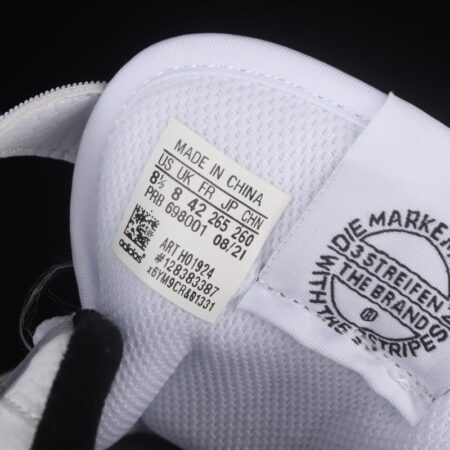 MADE IN CHINA
US UK FR JP CHN
8½ 8 42 265 260
PRB 698001 08/21
ART H01924
#128383387
x6YM9CR&B1331
adidas
DIE MARKE MIT
3 STREIFEN
THE BRAND
WITH
THE 3 STRIPES